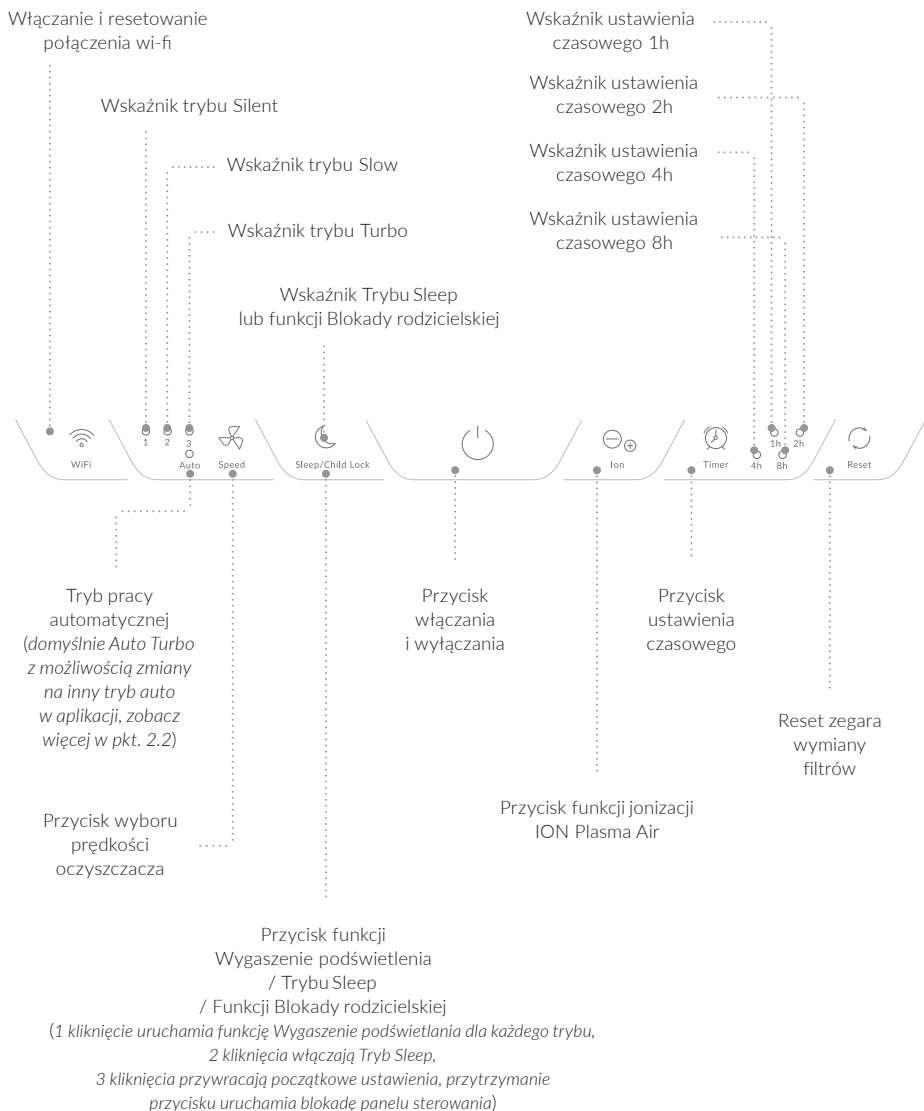 Włączanie i resetowanie
połączenia wi-fi
Wskaźnik trybu Silent
Wskaźnik trybu Slow
Wskaźnik trybu Turbo
Wskaźnik Trybu Sleep
lub funkcji Blokady rodzicielskiej
Wskaźnik ustawienia
czasowego 1h
Wskaźnik ustawienia
czasowego 2h
Wskaźnik ustawienia
czasowego 4h
Wskaźnik ustawienia
czasowego 8h
WiFi
1 2 3
Auto
Speed
Sleep/Child Lock
Ion
Timer
1h 2h
4h 8h
Reset
Tryb pracy
automatycznej
(domyślnie Auto Turbo
z możliwością zmiany
na inny tryb auto
w aplikacji, zobacz
więcej w pkt. 2.2)
Przycisk
włączania
i wyłączania
Przycisk
ustawienia
czasowego
Reset zegara
wymiany
filtrów
Przycisk wyboru
prędkości
oczyszczacza
Przycisk funkcji jonizacji
ION Plasma Air
Przycisk funkcji
Wygaszenie podświetlenia
/ Trybu Sleep
/ Funkcji Blokady rodzicielskiej
(1 kliknięcie uruchamia funkcję Wygaszenie podświetlania dla każdego trybu,
2 kliknięcia włączają Tryb Sleep,
3 kliknięcia przywracają początkowe ustawienia, przytrzymanie
przycisku uruchamia blokadę panelu sterowania)